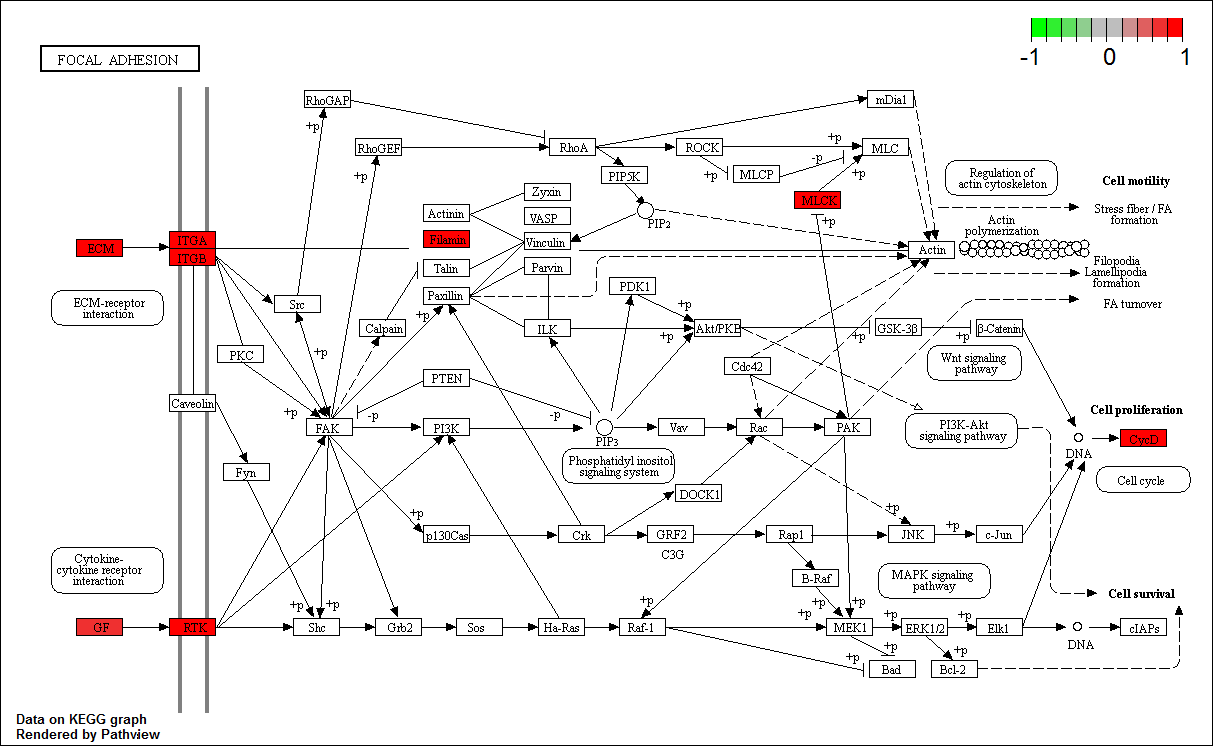 -1
0
1
FOCAL ADHESION
RhoGAP
mDia1
+p
RhoGEF
RhoA
ROCK
+p
MLC
+p
-p
+p
+p
MLCP
PIP5K
MLCK
+p
Regulation of
actin cytoskeleton
Cell motility
Stress fiber / FA
formation
Zyxin
Actinin
VASP
PIP2
Actin
polymerization
ECM
ITGA
ITGB
Filamin
Vinculin
Actin
Talin
Parvin
Filopodia
Lamellipodia
formation
ECM-receptor
interaction
Src
Paxillin
PDK1
FA turnover
+p
+p
Calpain
ILK
+p
Akt/PKB
GSK-3β
+p
β-Catenin
+p
+p
PKC
Wnt signaling
pathway
Cdc42
PTEN
Caveolin
+p
-p
-p
Cell proliferation
FAK
PI3K
PIP3
Vav
Rac
PAK
PI3K-Akt
signaling pathway
CycD
DNA
Phosphatidyl inositol
signaling system
Fyn
Cell cycle
DOCK1
+p
+p
p130Cas
Crk
GRF2
C3G
Rap1
JNK
+p
c-Jun
Cytokine-
cytokine receptor
interaction
B-Raf
MAPK signaling
pathway
Cell survival
+p
+p
+p
+p
+p
+p
+p
+p
GF
RTK
Shc
Grb2
Sos
Ha-Ras
Raf-1
MEK1
ERK1/2
Elk1
DNA
cIAPs
+p
+p
+p
Bad
Bcl-2
Data on KEGG graph
Rendered by Pathview